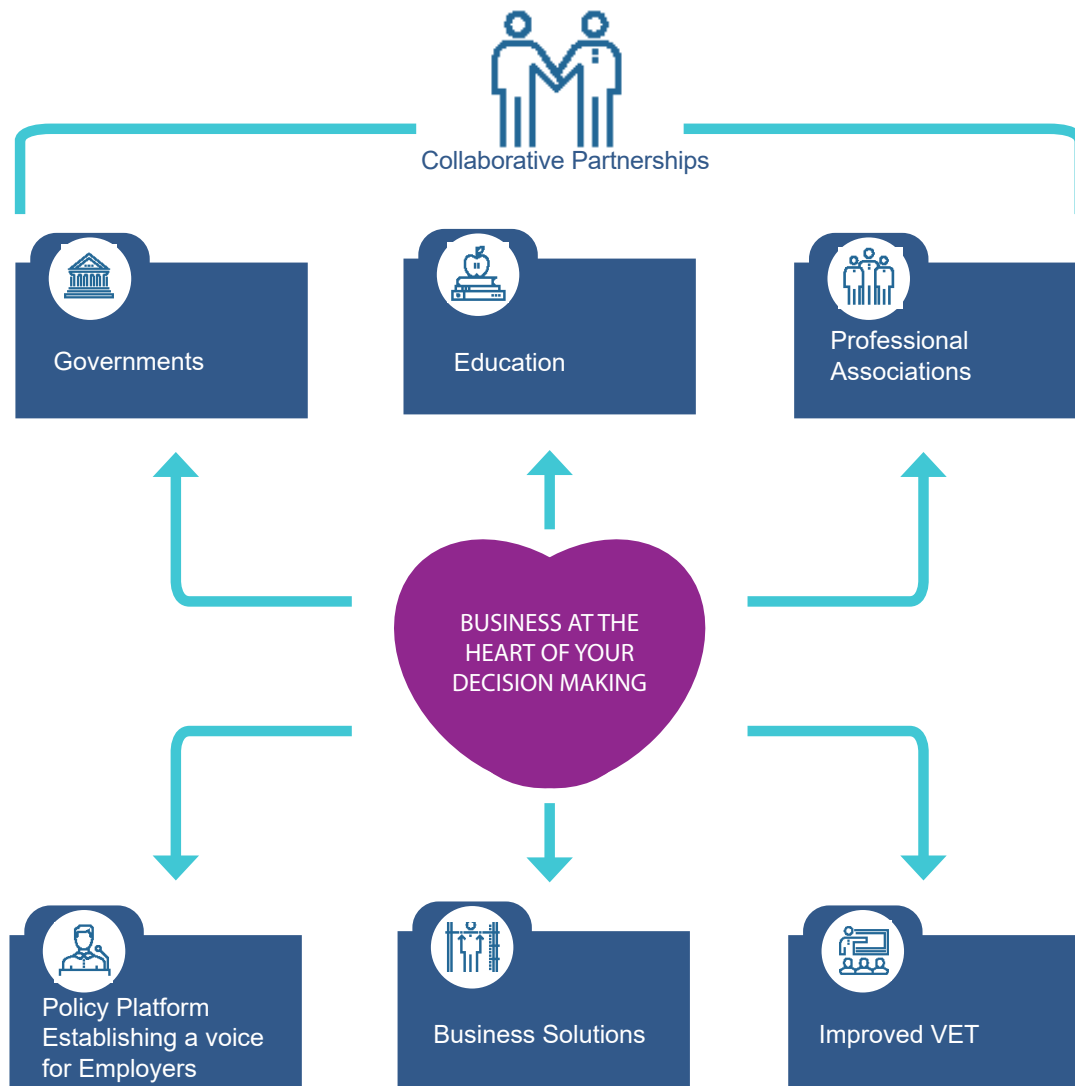 Collaborative Partnerships
Governments
Education
Professional
Associations
BUSINESS AT THE
HEART OF YOUR
DECISION MAKING
Policy Platform
Establishing a voice
for Employers
Business Solutions
Improved VET